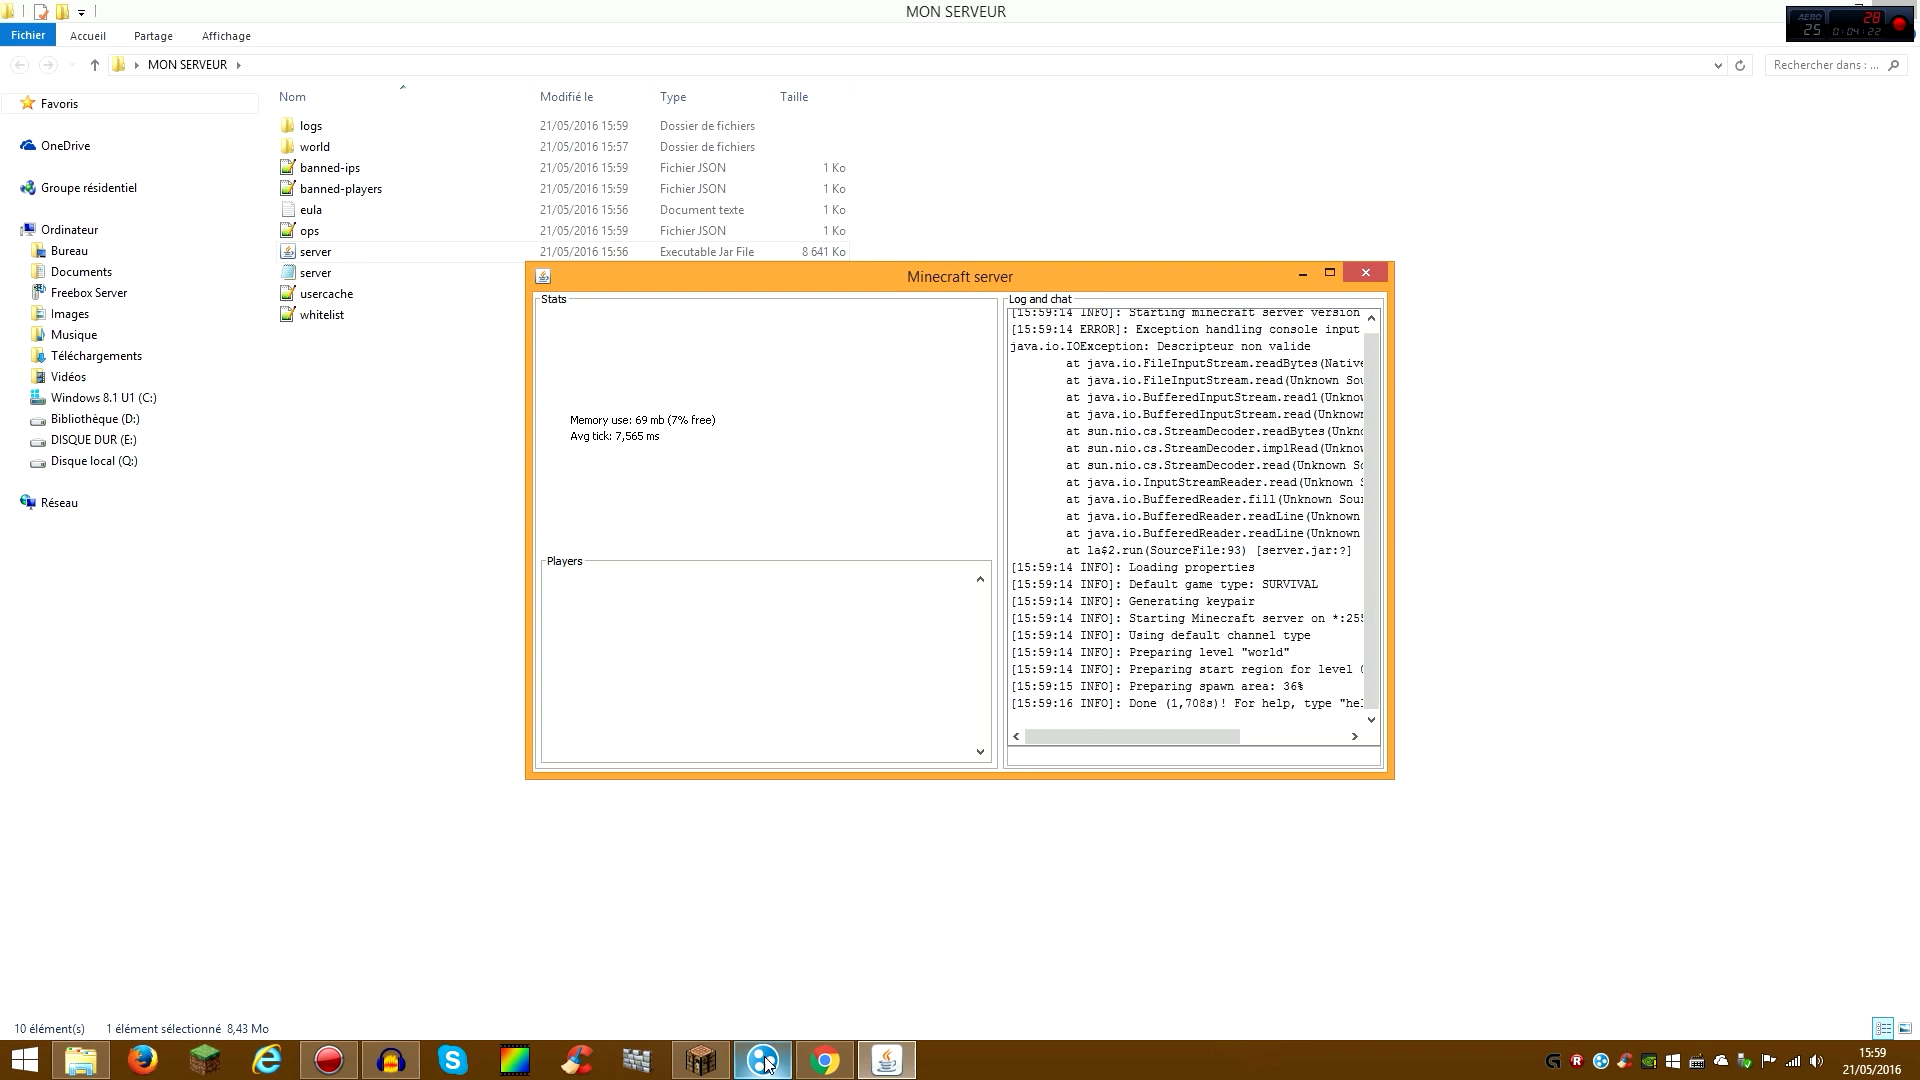 MON SERVEUR
AERO
28
25
0:04:22
Fichier
Accueil
Partage
Affichage
MON SERVEUR
Rechercher dans : ...
Favoris
OneDrive
Groupe résidentiel
Ordinateur
Bureau
Documents
Freebox Server
Images
Musique
Téléchargements
Vidéos
Windows 8.1 U1 (C:)
Bibliothèque (D:)
DISQUE DUR (E:)
Disque local (Q:)
Réseau
Nom Modifié le Type Taille
logs 21/05/2016 15:59 Dossier de fichiers
world 21/05/2016 15:57 Dossier de fichiers
banned-ips 21/05/2016 15:59 Fichier JSON 1 Ko
banned-players 21/05/2016 15:59 Fichier JSON 1 Ko
eula 21/05/2016 15:56 Document texte 1 Ko
ops 21/05/2016 15:59 Fichier JSON 1 Ko
server 21/05/2016 15:56 Executable Jar File 8 641 Ko
server
usercache
whitelist
Minecraft server
Stats
Memory use: 69 mb (7% free)
Avg tick: 7,565 ms
Players
Log and chat
[15:59:14 INFO]: Starting minecraft server version
[15:59:14 ERROR]: Exception handling console input
java.io.IOException: Descripteur non valide
at java.io.FileInputStream.readBytes(Native
at java.io.FileInputStream.read(Unknown Sou
at java.io.BufferedInputStream.read1(Unknow
at java.io.BufferedInputStream.read(Unknown
at sun.nio.cs.StreamDecoder.readBytes(Unkno
at sun.nio.cs.StreamDecoder.implRead(Unknow
at sun.nio.cs.StreamDecoder.read(Unknown So
at java.io.InputStreamReader.read(Unknown S
at java.io.BufferedReader.fill(Unknown Sour
at java.io.BufferedReader.readLine(Unknown
at java.io.BufferedReader.readLine(Unknown
at la$2.run(SourceFile:93) [server.jar:?]
[15:59:14 INFO]: Loading properties
[15:59:14 INFO]: Default game type: SURVIVAL
[15:59:14 INFO]: Generating keypair
[15:59:14 INFO]: Starting Minecraft server on *:255
[15:59:14 INFO]: Using default channel type
[15:59:14 INFO]: Preparing level "world"
[15:59:14 INFO]: Preparing start region for level 0
[15:59:15 INFO]: Preparing spawn area: 36%
[15:59:16 INFO]: Done (1,708s)! For help, type "hel
10 élément(s)
1 élément sélectionné 8,43 Mo
15:59
21/05/2016